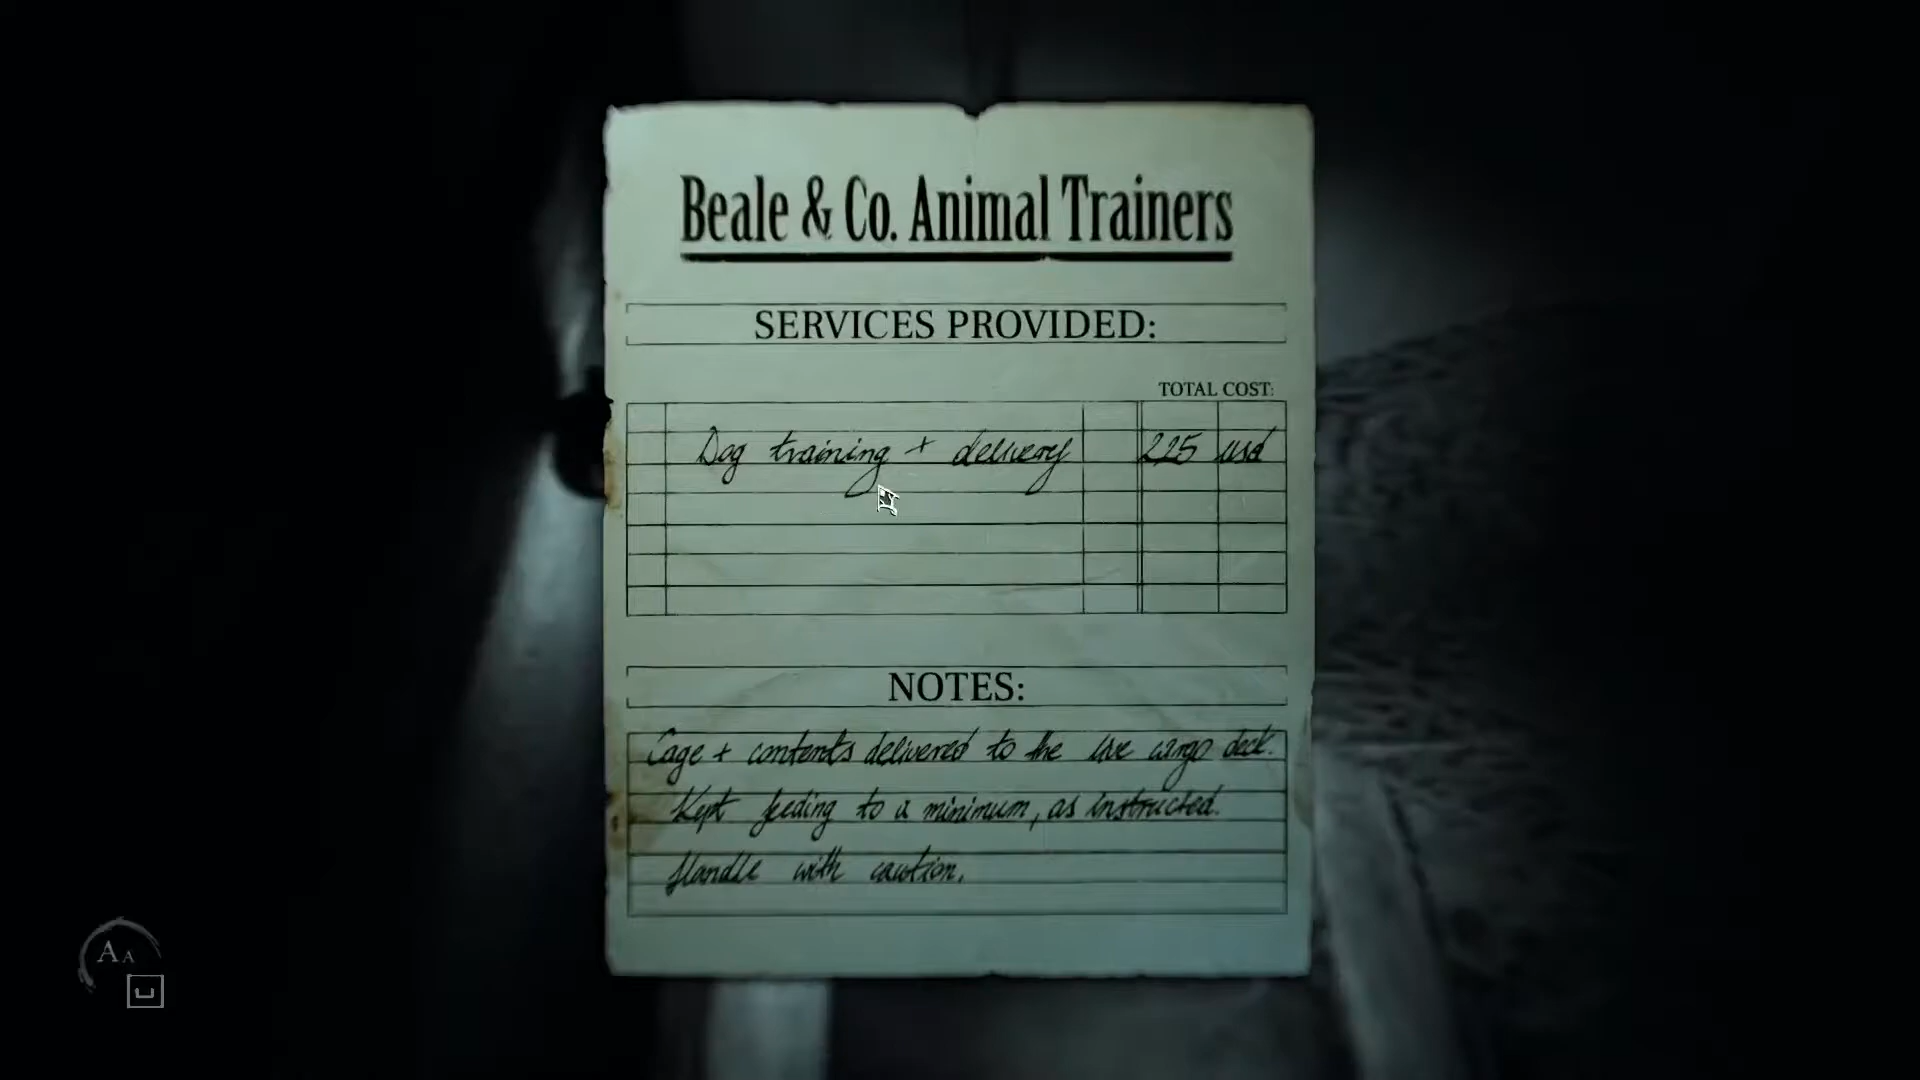 Beale & Co. Animal Trainers
SERVICES PROVIDED:
TOTAL COST:
Dog training + delivery 225 usd
NOTES:
Cage + contents delivered to the live cargo deck.
Kept feeding to a minimum, as instructed.
Handle with caution.
AA